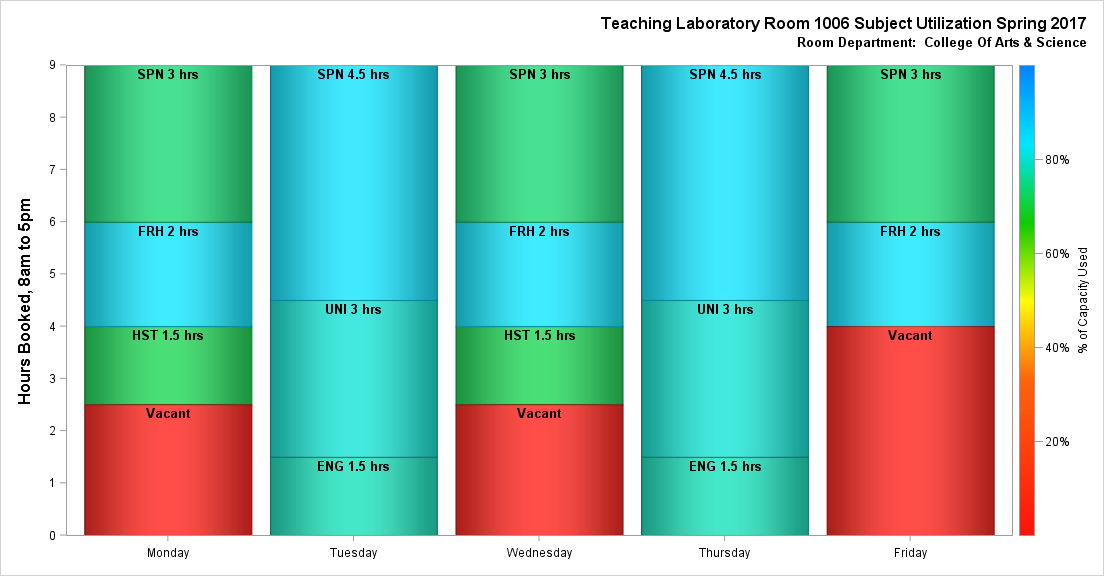 Teaching Laboratory Room 1006 Subject Utilization Spring 2017
Room Department:  College Of Arts & Science
Hours Booked, 8am to 5pm
9
8
7
6
5
4
3
2
1
0
SPN 3 hrs
FRH 2 hrs
HST 1.5 hrs
Vacant
SPN 4.5 hrs
UNI 3 hrs
ENG 1.5 hrs
SPN 3 hrs
FRH 2 hrs
HST 1.5 hrs
Vacant
SPN 4.5 hrs
UNI 3 hrs
ENG 1.5 hrs
SPN 3 hrs
FRH 2 hrs
Vacant
Monday
Tuesday
Wednesday
Thursday
Friday
80%
60%
40%
20%
% of Capacity Used